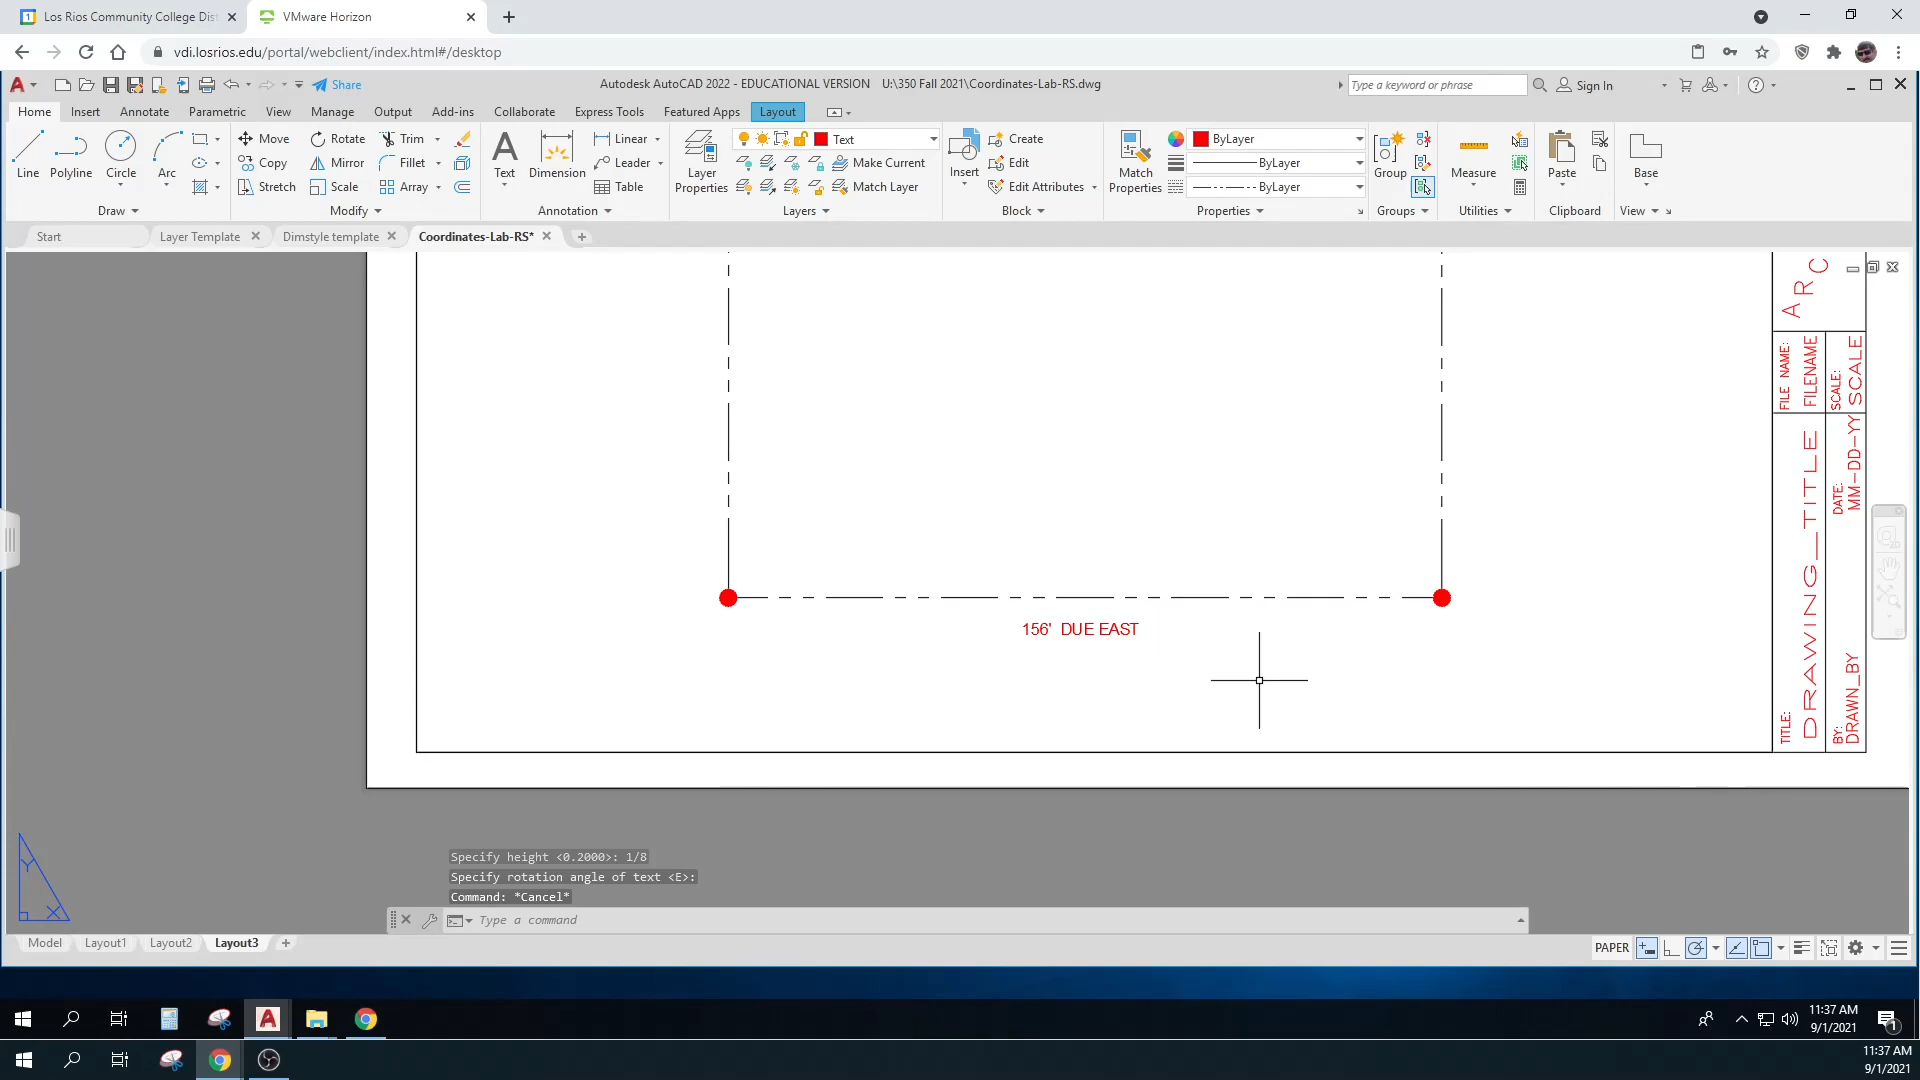 Los Rios Community College Dist
VMware Horizon
vdi.losrios.edu/portal/webclient/index.html#/desktop
Share
Autodesk AutoCAD 2022 - EDUCATIONAL VERSION U:\350 Fall 2021\Coordinates-Lab-RS.dwg
Type a keyword or phrase
Sign In
Home Insert Annotate Parametric View Manage Output Add-ins Collaborate Express Tools Featured Apps Layout
Line
Polyline
Circle
Arc
Draw
Move
Rotate
Trim
Copy
Mirror
Fillet
Stretch
Scale
Array
Modify
Text
Dimension
Linear
Leader
Table
Annotation
Layer
Properties
Text
Make Current
Match Layer
Layers
Insert
Create
Edit
Edit Attributes
Block
Match
Properties
ByLayer
ByLayer
ByLayer
Properties
Group
Groups
Measure
Utilities
Paste
Clipboard
Base
View
Start
Layer Template
Dimstyle template
Coordinates-Lab-RS*
156' DUE EAST
ARC
FILE NAME:
FILENAME
SCALE:
SCALE
TITLE:
DRAWING_TITLE
DATE:
MM-DD-YY
BY:
DRAWN_BY
Y
X
Specify height <0.2000>: 1/8
Specify rotation angle of text <E>:
Command: *Cancel*
Type a command
Model Layout1 Layout2 Layout3
PAPER
11:37 AM
9/1/2021
1
11:37 AM
9/1/2021